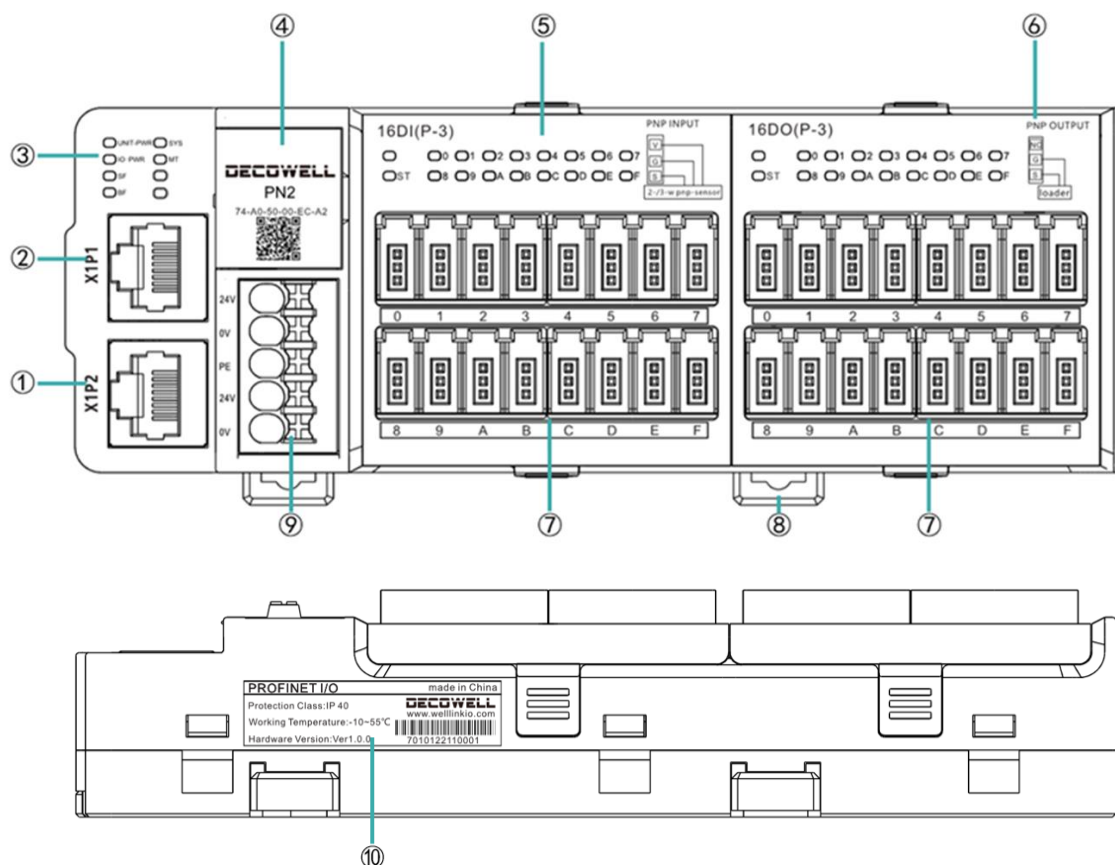 ④
⑤
⑥
③
UNIT-PWR SYS
IO-PWR MT
SF
BF
DECOWELL
PN2
74-A0-50-00-EC-A2
16DI(P-3)
PNP INPUT
V
G
S
2-/3-w pnp-sensor
0 1 2 3 4 5 6 7
ST 8 9 A B C D E F
16DO(P-3)
PNP OUTPUT
NC
G
S
loader
0 1 2 3 4 5 6 7
ST 8 9 A B C D E F
② X1P1
① X1P2
24V
0V
PE
24V
0V
0 1 2 3 4 5 6 7
8 9 A B C D E F
0 1 2 3 4 5 6 7
8 9 A B C D E F
⑨
⑦
⑧
⑦
PROFINET I/O made in China
Protection Class:IP 40 DECOWELL
www.welllinkio.com
Working Temperature:-10~55℃
Hardware Version:Ver1.0.0 7010122110001
⑩